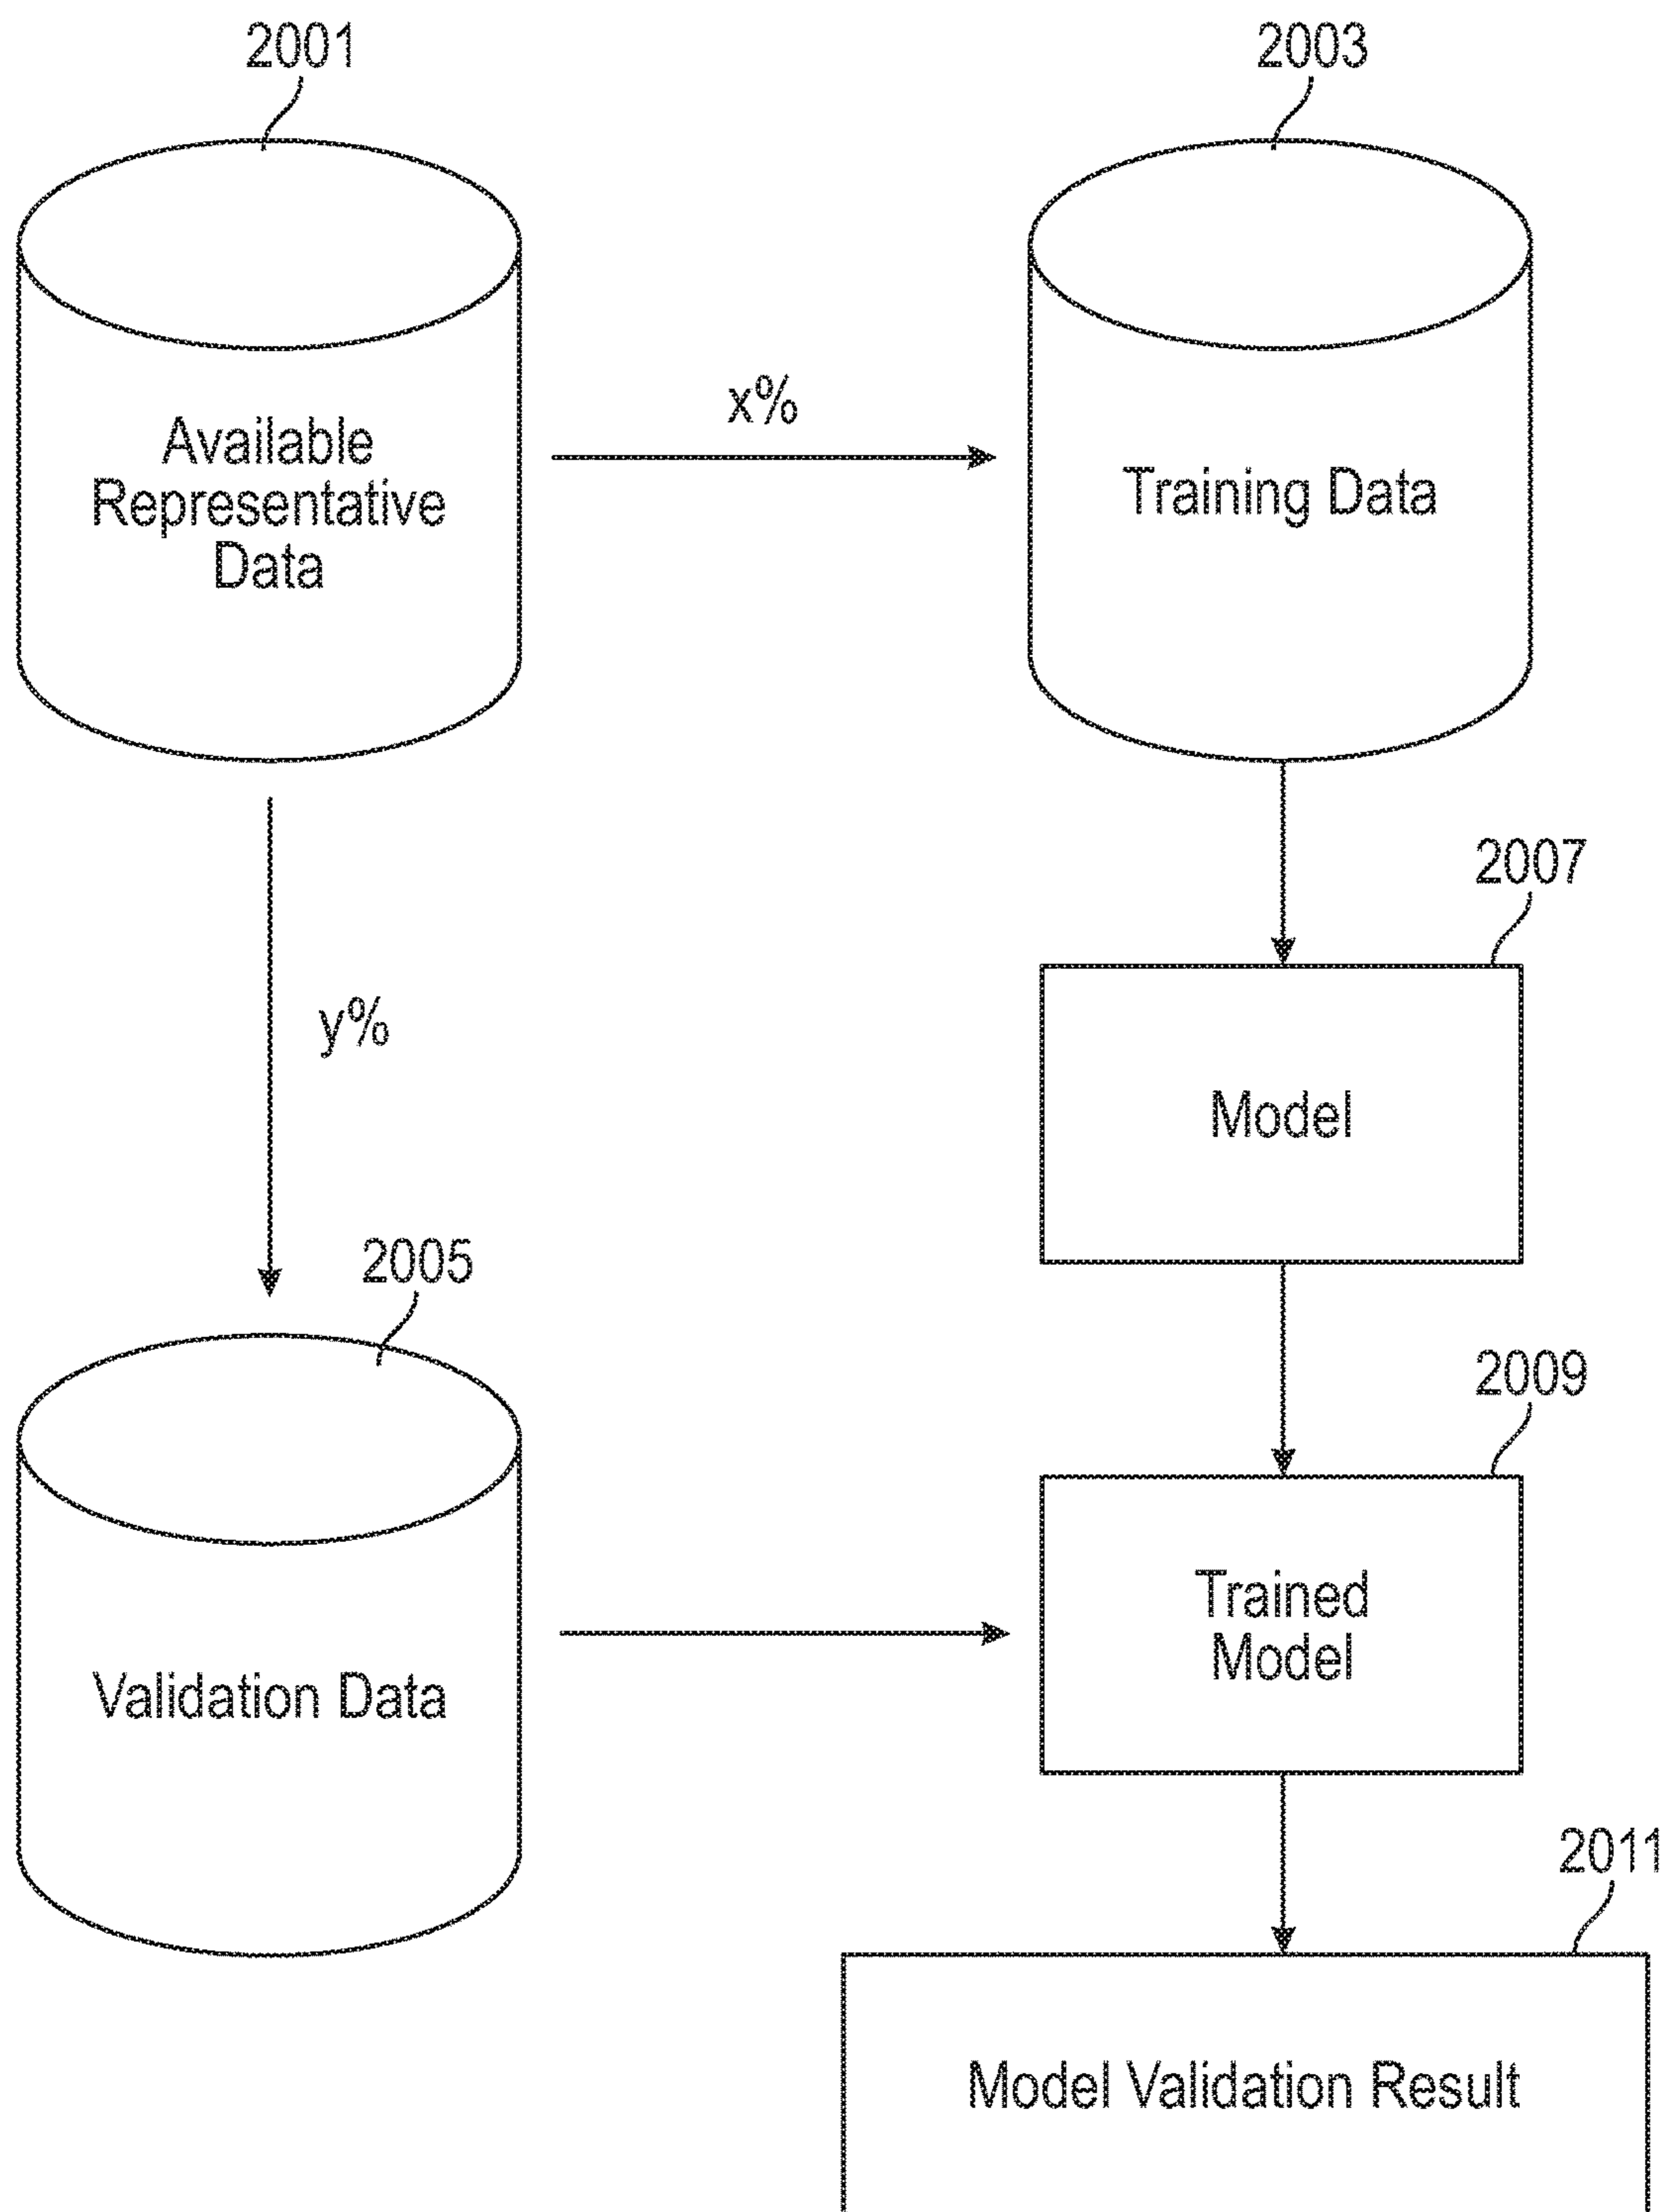 2001
2003
Available
Representative
Data
x%
Training Data
2007
y%
Model
2005
2009
Trained
Model
Validation Data
2011
Model Validation Result